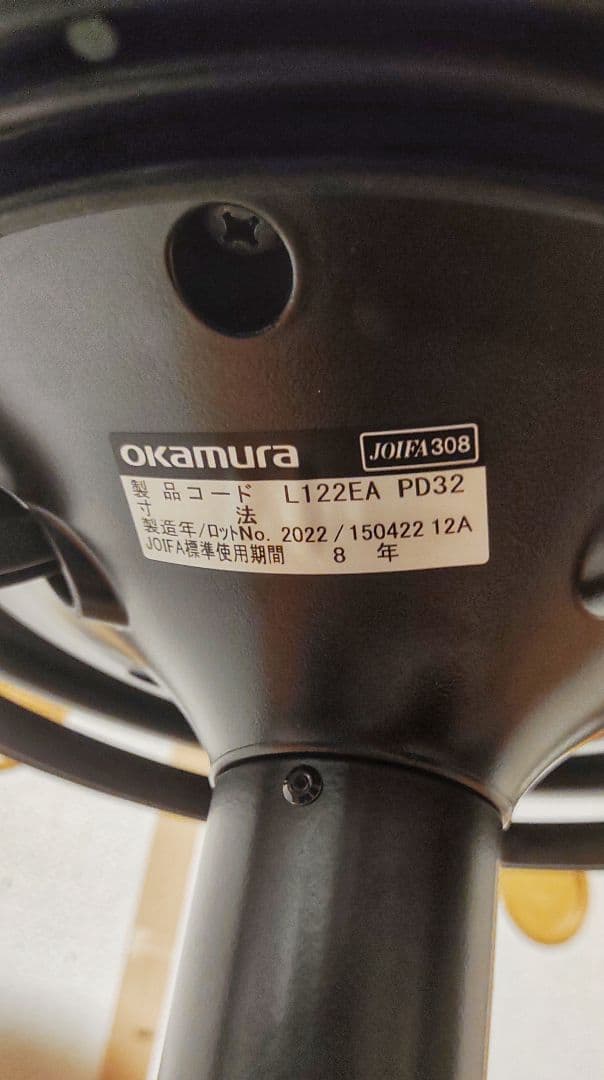 okamura JOIFA308
製品コード L122EA PD32
寸法
製造年/ロットNo. 2022/150422 12A
JOIFA標準使用期間 8 年